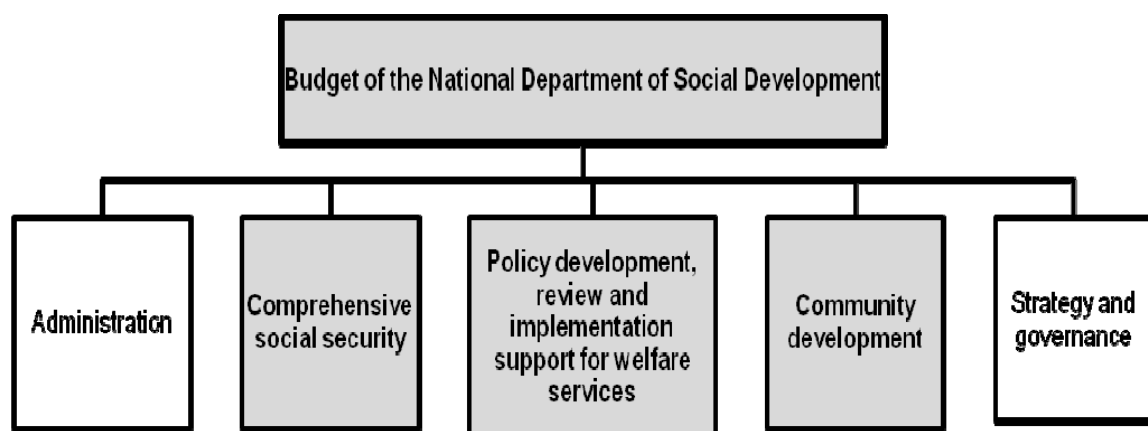 Budget of the National Department of Social Development
Administration
Comprehensive
social security
Policy development,
review and
implementation
support for welfare
services
Community
development
Strategy and
governance